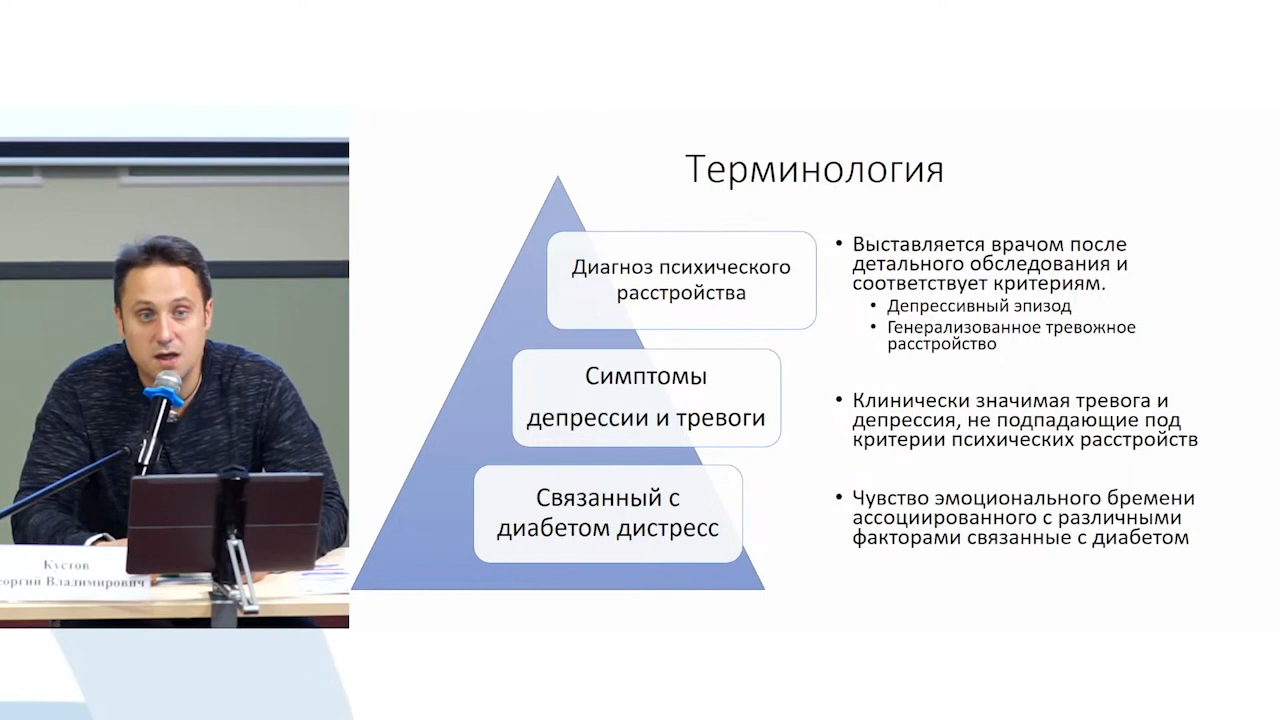 Терминология
Диагноз психического
расстройства
Симптомы
депрессии и тревоги
Связанный с
диабетом дистресс
• Выставляется врачом после
детального обследования и
соответствует критериям.
• Депрессивный эпизод
• Генерализованное тревожное
расстройство
• Клинически значимая тревога и
депрессия, не подпадающие под
критерии психических расстройств
• Чувство эмоционального бремени
ассоциированного с различными
факторами связанные с диабетом
Кустов
еоргий Владимирович